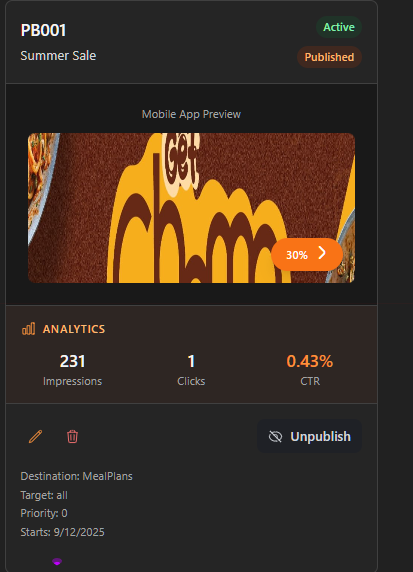 PB001
Active
Summer Sale
Published
Mobile App Preview
Get
30%
ANALYTICS
231
1
0.43%
Impressions
Clicks
CTR
Unpublish
Destination: MealPlans
Target: all
Priority: 0
Starts: 9/12/2025